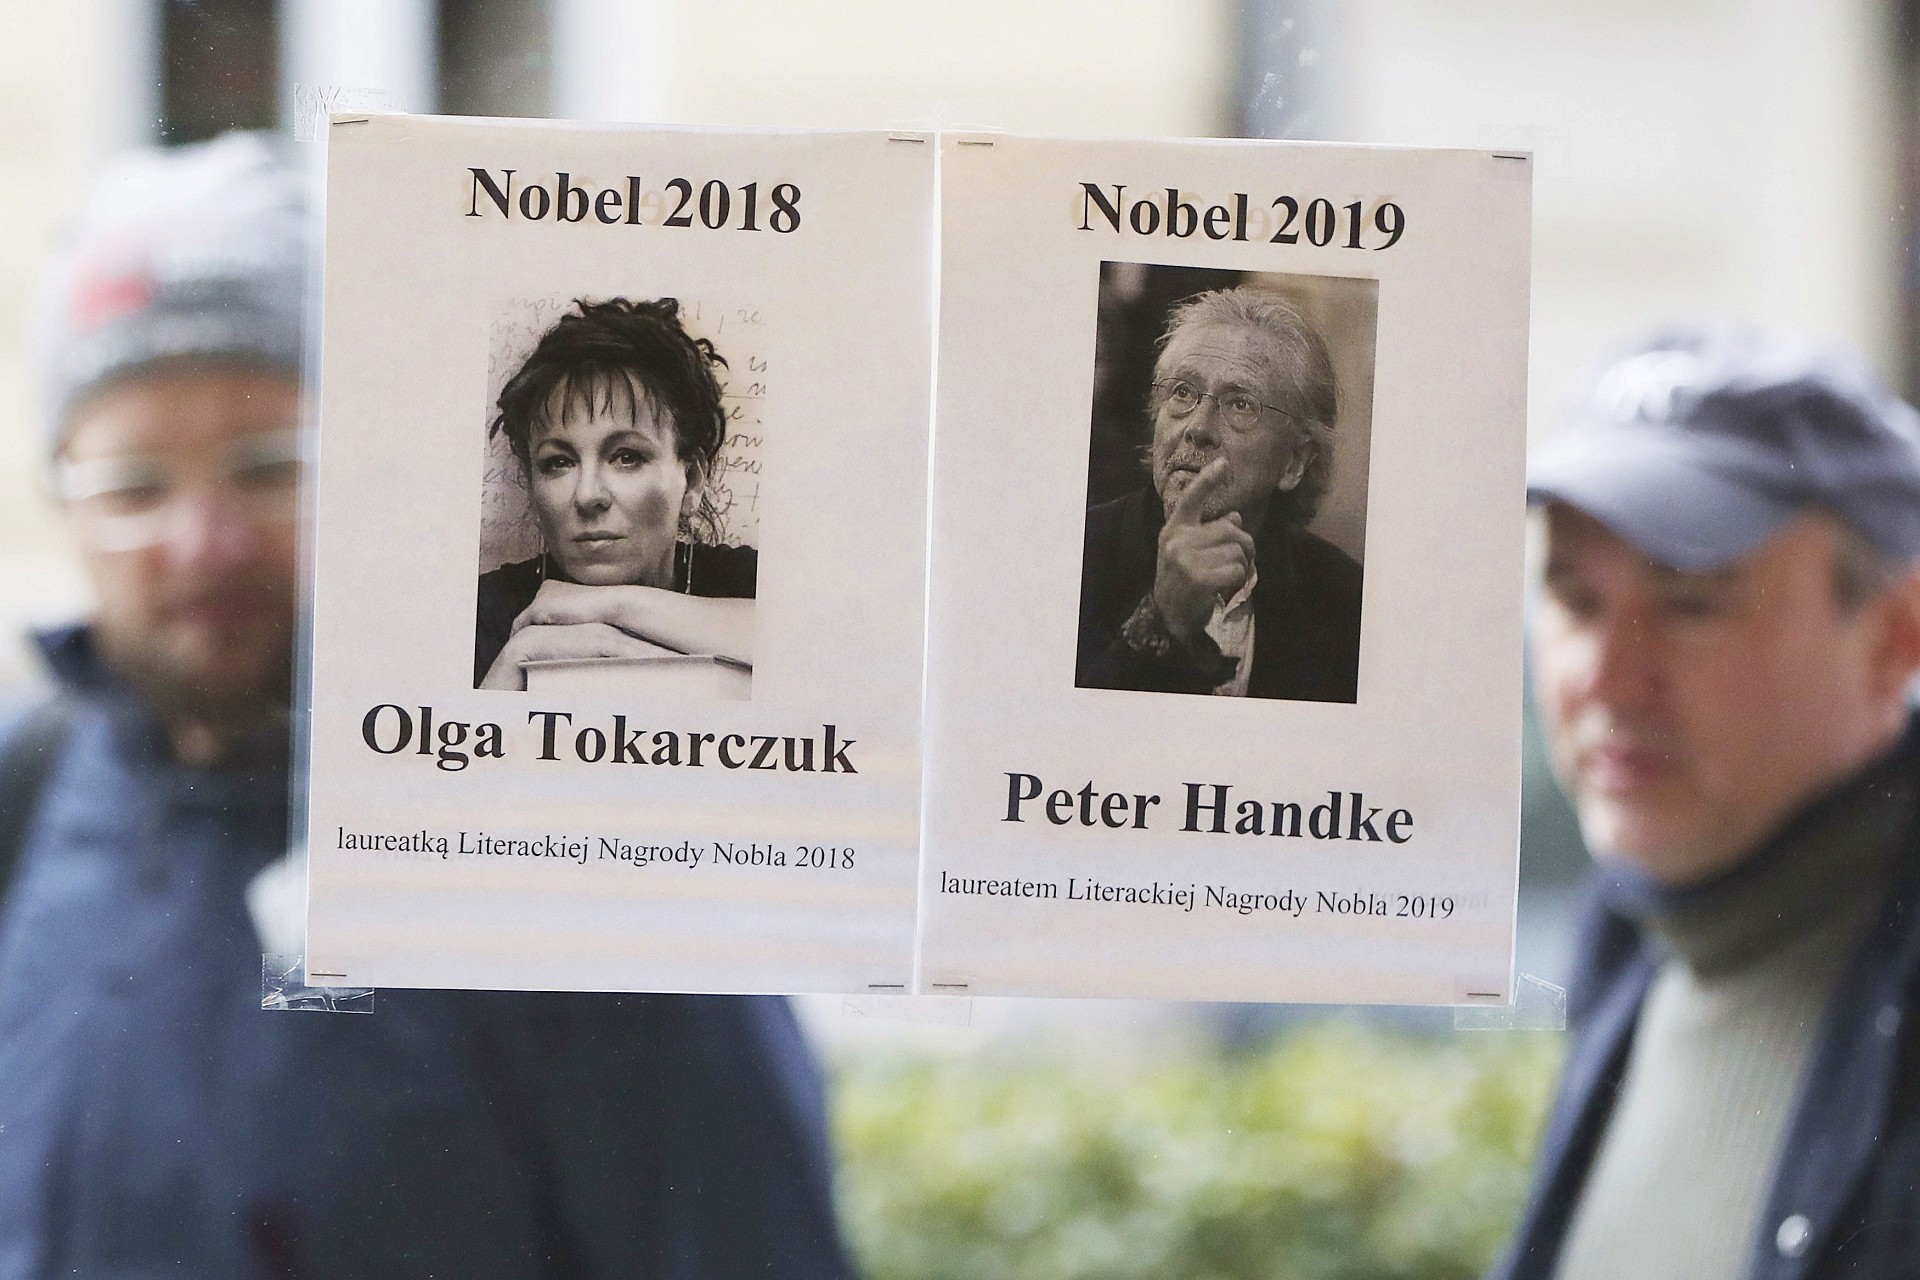 Nobel 2018
Olga Tokarczuk
laureatką Literackiej Nagrody Nobla 2018
Nobel 2019
Peter Handke
laureatem Literackiej Nagrody Nobla 2019